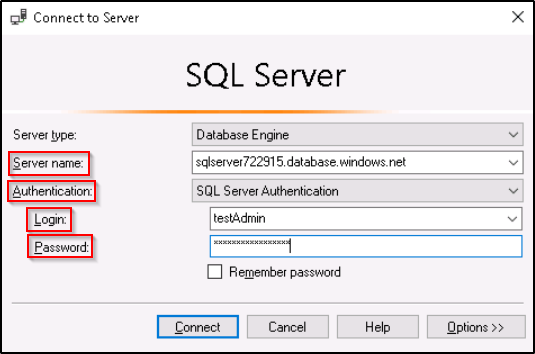 Connect to Server
SQL Server
Server type: Database Engine
Server name: sqlserver722915.database.windows.net
Authentication: SQL Server Authentication
Login: testAdmin
Password: *****************
Remember password
Connect Cancel Help Options >>